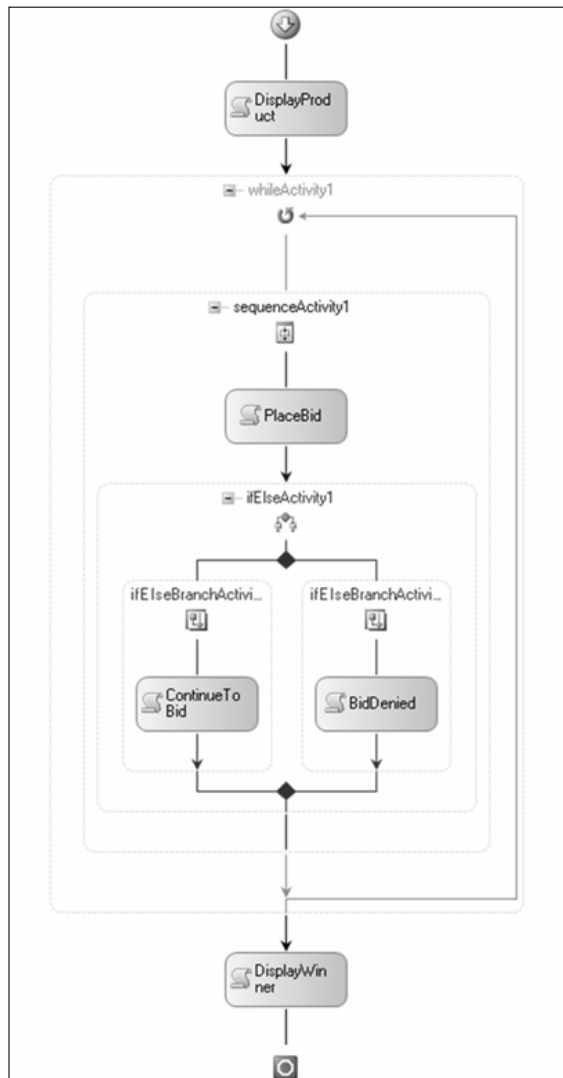 DisplayProd
uct
whileActivity1
sequenceActivity1
PlaceBid
ifElseActivity1
ifElseBranchActivi...
ifElseBranchActivi...
ContinueTo
Bid
BidDenied
DisplayWin
ner